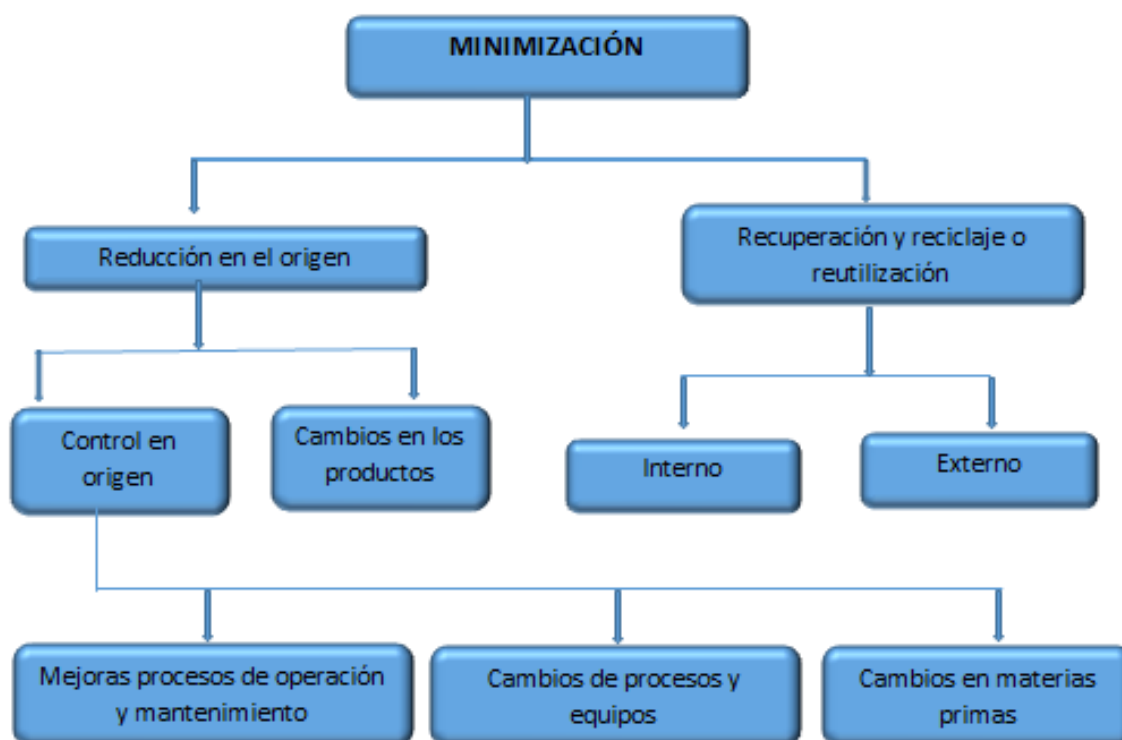 MINIMIZACIÓN
Reducción en el origen
Recuperación y reciclaje o
reutilización
Control en
origen
Cambios en los
productos
Interno
Externo
Mejoras procesos de operación
y mantenimiento
Cambios de procesos y
equipos
Cambios en materias
primas